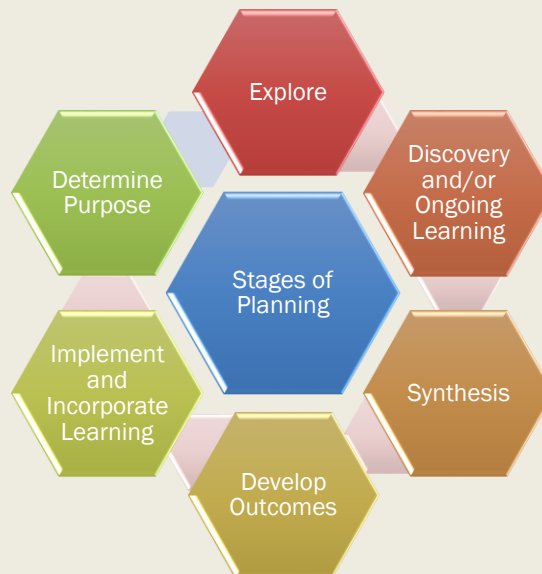 Explore
Discovery
and/or
Ongoing
Learning
Determine
Purpose
Stages of
Planning
Synthesis
Implement
and
Incorporate
Learning
Develop
Outcomes